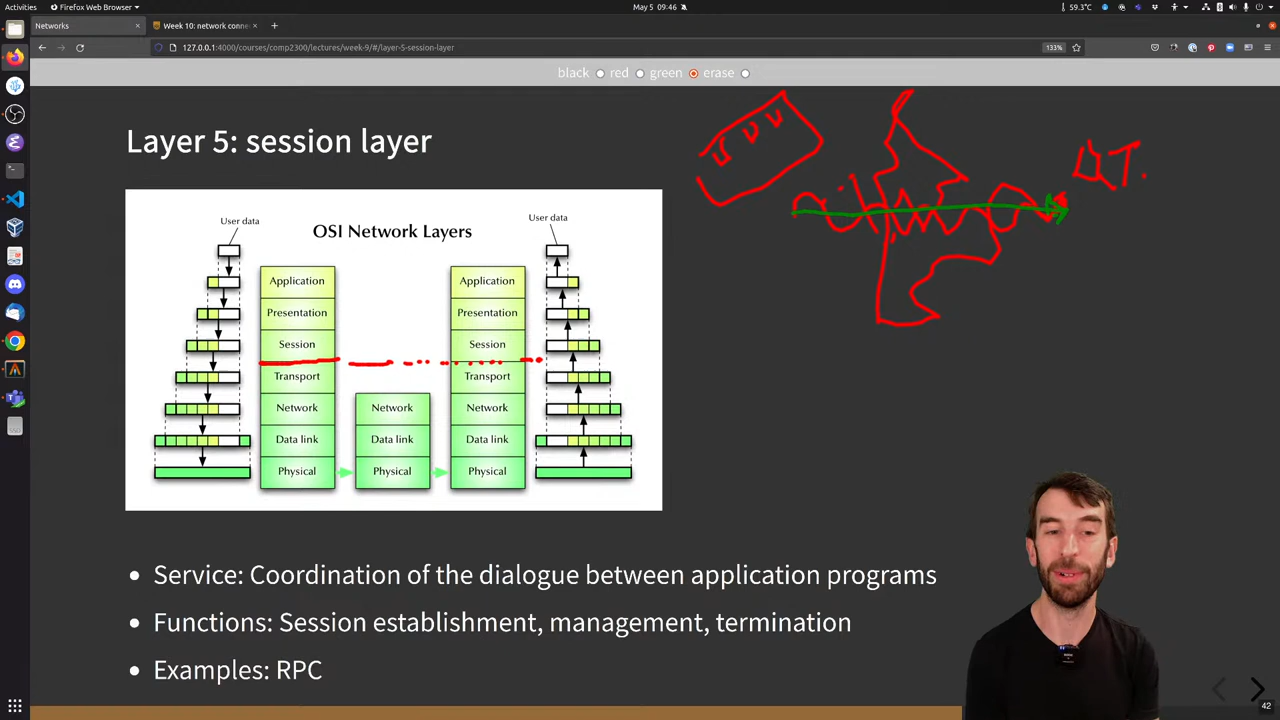 Activities
Firefox Web Browser
May 5 09:46
59.3°C
Networks
Week 10: network conne
127.0.0.1:4000/courses/comp2300/lectures/week-9/#/layer-5-session-layer
133%
black red green erase
Layer 5: session layer
User data
OSI Network Layers
User data
Application
Application
Presentation
Presentation
Session
Session
Transport
Transport
Network
Network
Network
Data link
Data link
Data link
Physical
Physical
Physical
Service: Coordination of the dialogue between application programs
Functions: Session establishment, management, termination
Examples: RPC
42